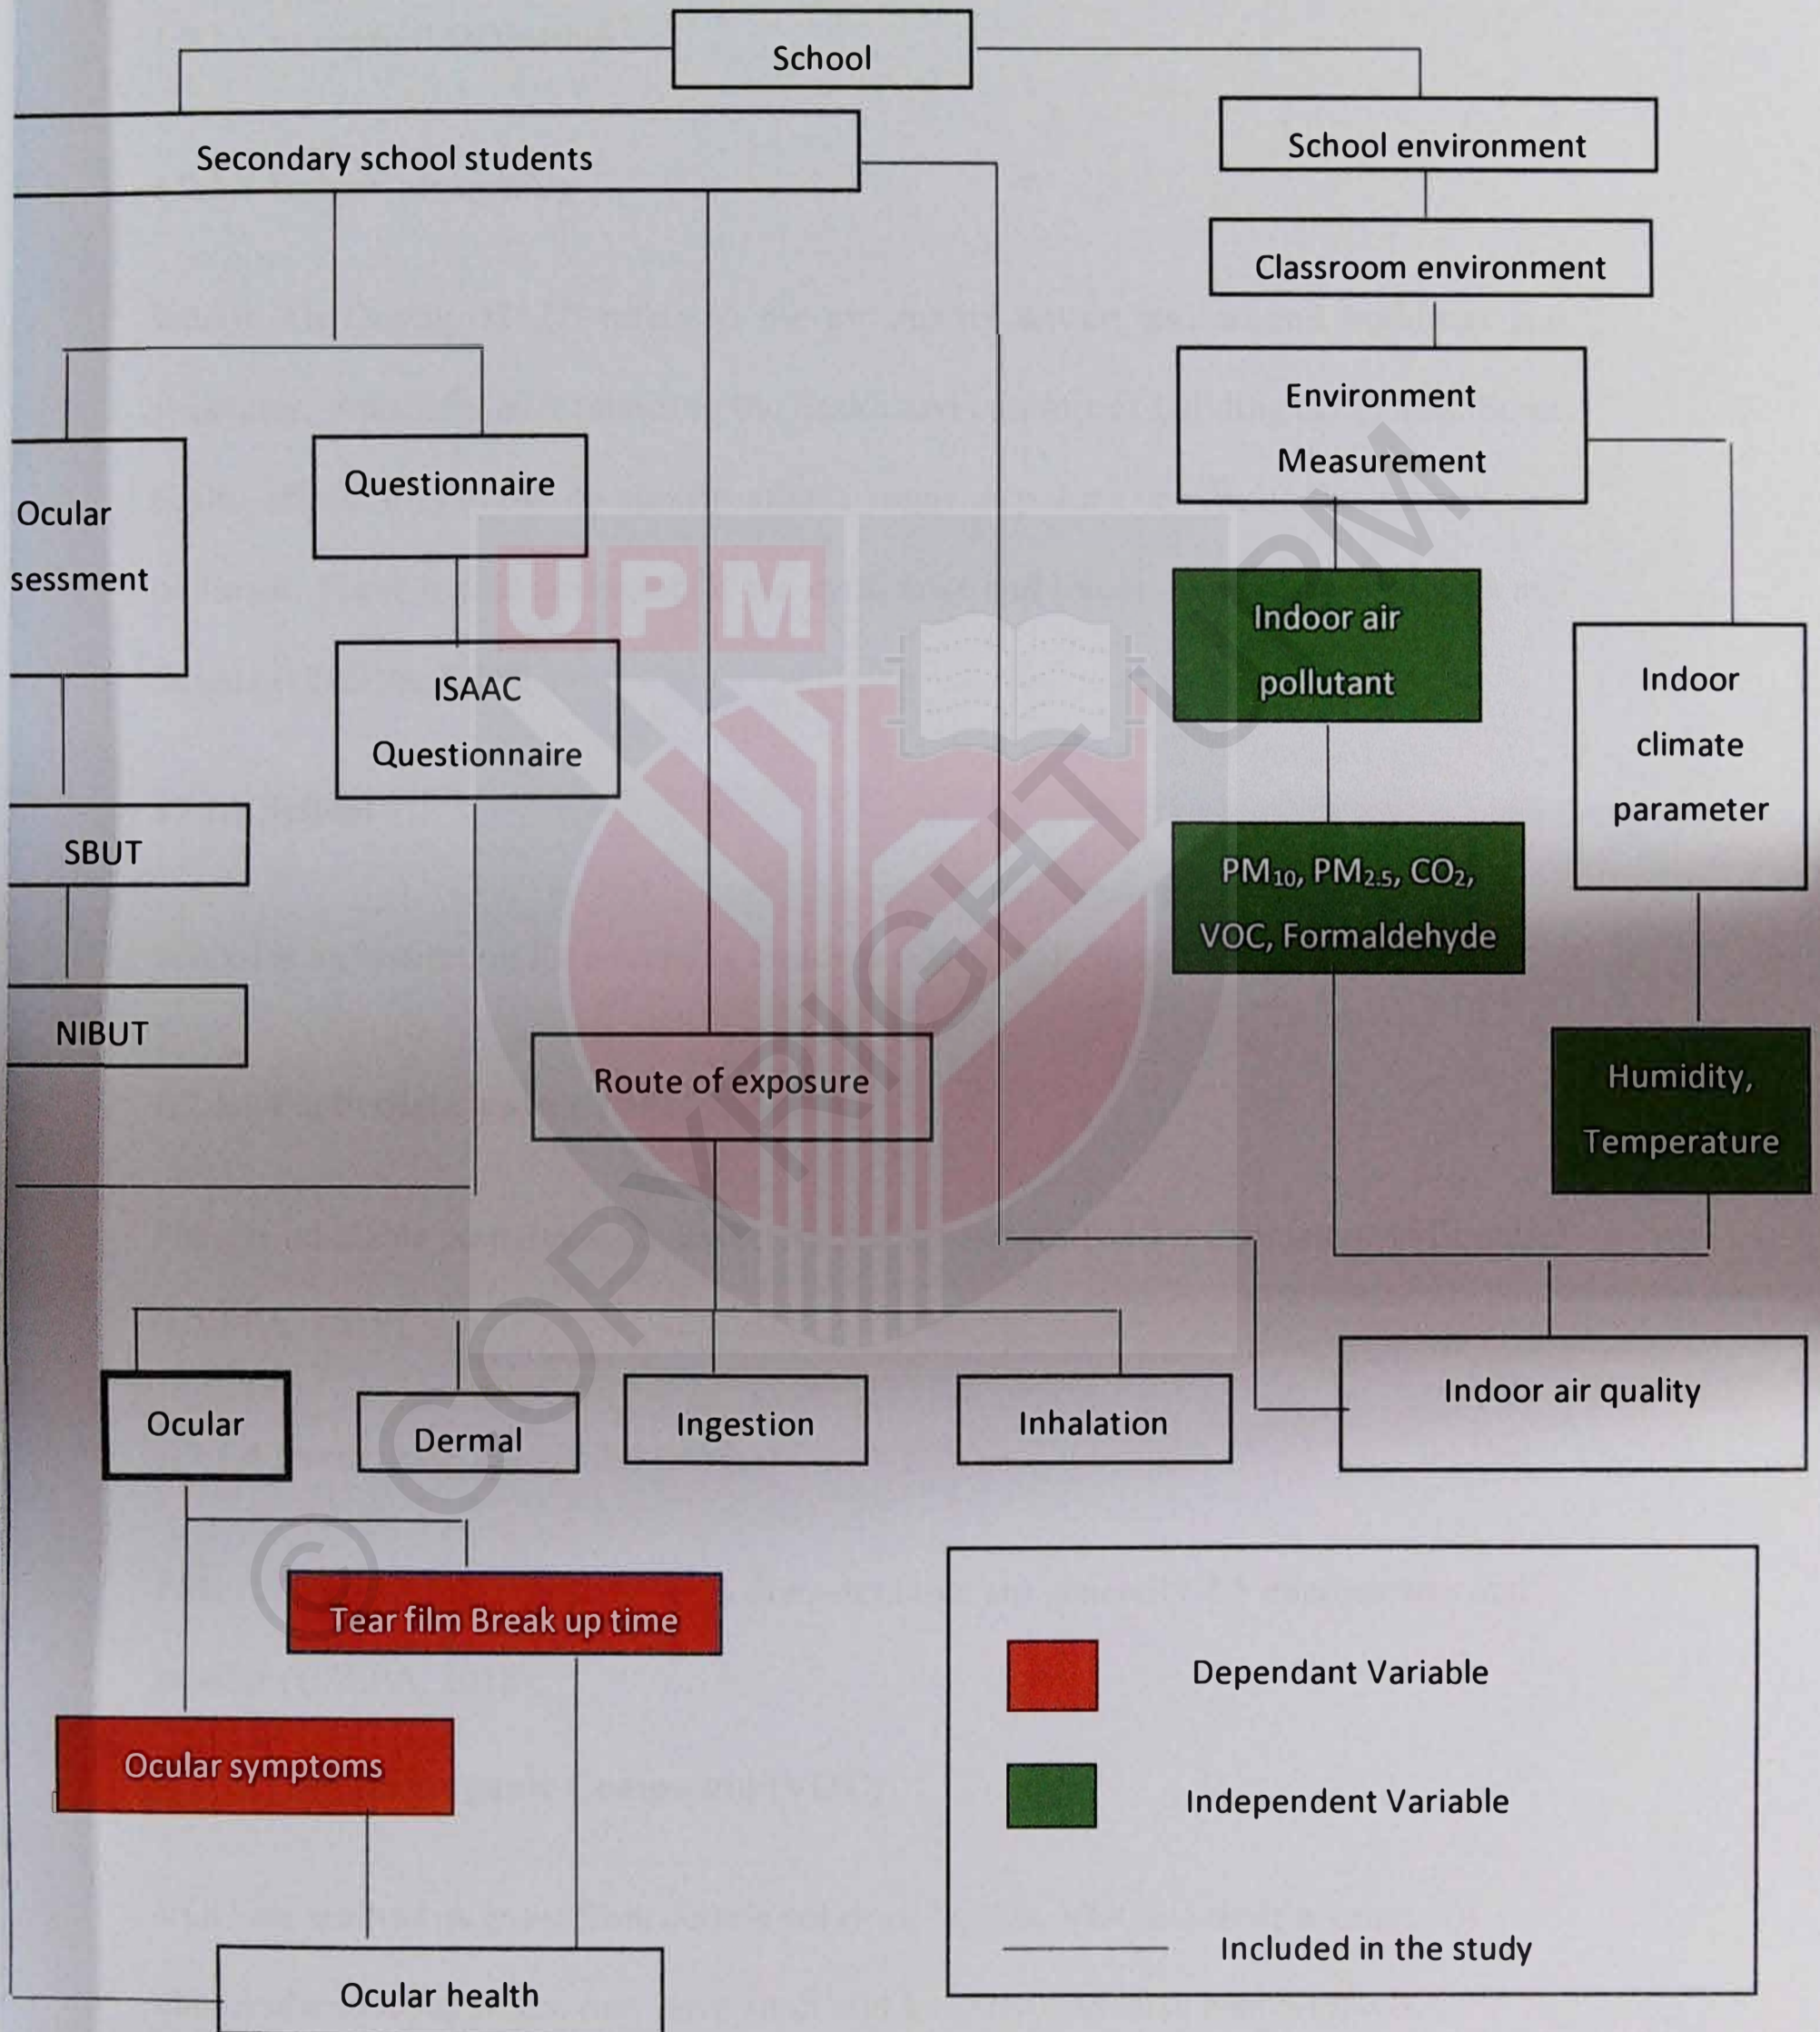 School
Secondary school students
School environment
Classroom environment
Environment
Measurement
Ocular
sessment
Questionnaire
ISAAC
Questionnaire
UPM
Indoor air
pollutant
Indoor
climate
parameter
SBUT
PM₁₀, PM₂.₅, CO₂,
VOC, Formaldehyde
NIBUT
Route of exposure
Humidity,
Temperature
Ocular
Dermal
Ingestion
Inhalation
Indoor air quality
Tear film Break up time
Ocular symptoms
Ocular health
Dependant Variable
Independent Variable
Included in the study
© COPYRIGHT UPM